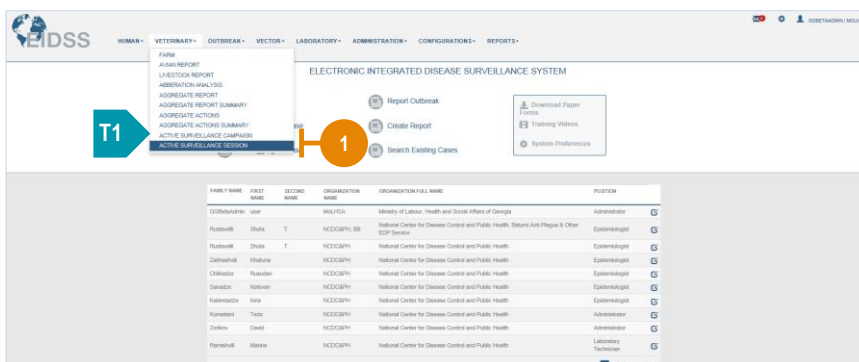 EIDSS
HUMAN VETERINARY OUTBREAK VECTOR LABORATORY ADMINISTRATION CONFIGURATIONS REPORTS
FARM
AVIAN REPORT
LIVESTOCK REPORT
ABBERATION ANALYSIS
AGGREGATE REPORT
AGGREGATE REPORT SUMMARY
AGGREGATE ACTIONS
AGGREGATE ACTIONS SUMMARY
ACTIVE SURVEILLANCE CAMPAIGN
ACTIVE SURVEILLANCE SESSION
T1
1
ELECTRONIC INTEGRATED DISEASE SURVEILLANCE SYSTEM
Report Outbreak
Create Report
Search Existing Cases
Download Paper
Forms
Training Videos
System Preferences
FAMILY NAME FIRST NAME SECOND NAME ORGANIZATION NAME ORGANIZATION FULL NAME POSITION
GGBetaAdmin user MoLHSA Ministry of Labour, Health and Social Affairs of Georgia Administrator
Rustaveli Shota T. NCDC&PH, BB National Center for Disease Control and Public Health, Batumi Anti-Plague & Other
EDP Service Epidemiologist
Rustaveli Shota T. NCDC&PH National Center for Disease Control and Public Health Epidemiologist
Khatuna NCDC&PH National Center for Disease Control and Public Health Epidemiologist
Rusudan NCDC&PH National Center for Disease Control and Public Health Epidemiologist
Ketevan NCDC&PH National Center for Disease Control and Public Health Epidemiologist
Irina NCDC&PH National Center for Disease Control and Public Health Epidemiologist
NCDC&PH National Center for Disease Control and Public Health Administrator
David NCDC&PH National Center for Disease Control and Public Health Administrator
Marine NCDC&PH National Center for Disease Control and Public Health Laboratory
Technician